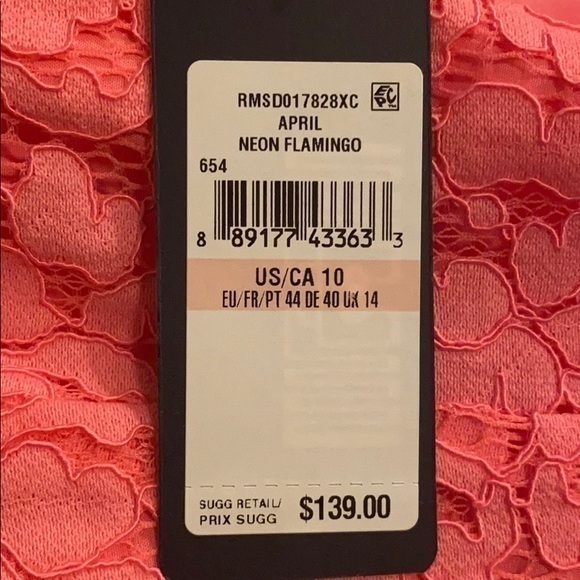 RMSD017828XC EPC
APRIL
NEON FLAMINGO
654
8 89177 43363 3
US/CA 10
EU/FR/PT 44 DE 40 UK 14
SUGG RETAIL/
PRIX SUGG $139.00